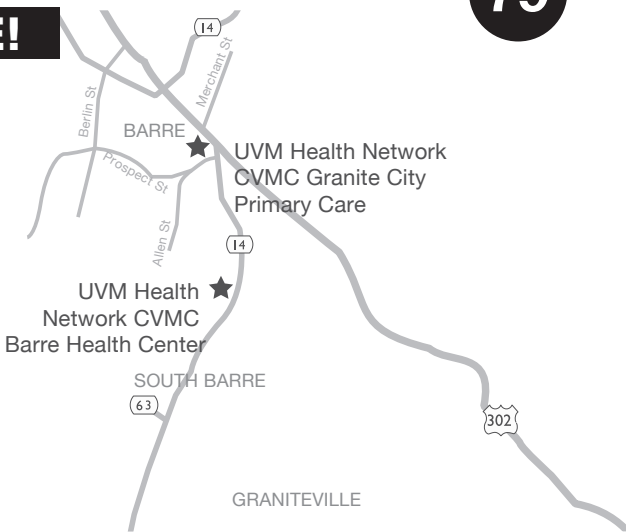 14
Merchant St
Berlin St
BARRE
UVM Health Network
CVMC Granite City
Primary Care
Prospect St
Allen St
14
UVM Health
Network CVMC
Barre Health Center
SOUTH BARRE
63
302
GRANITEVILLE